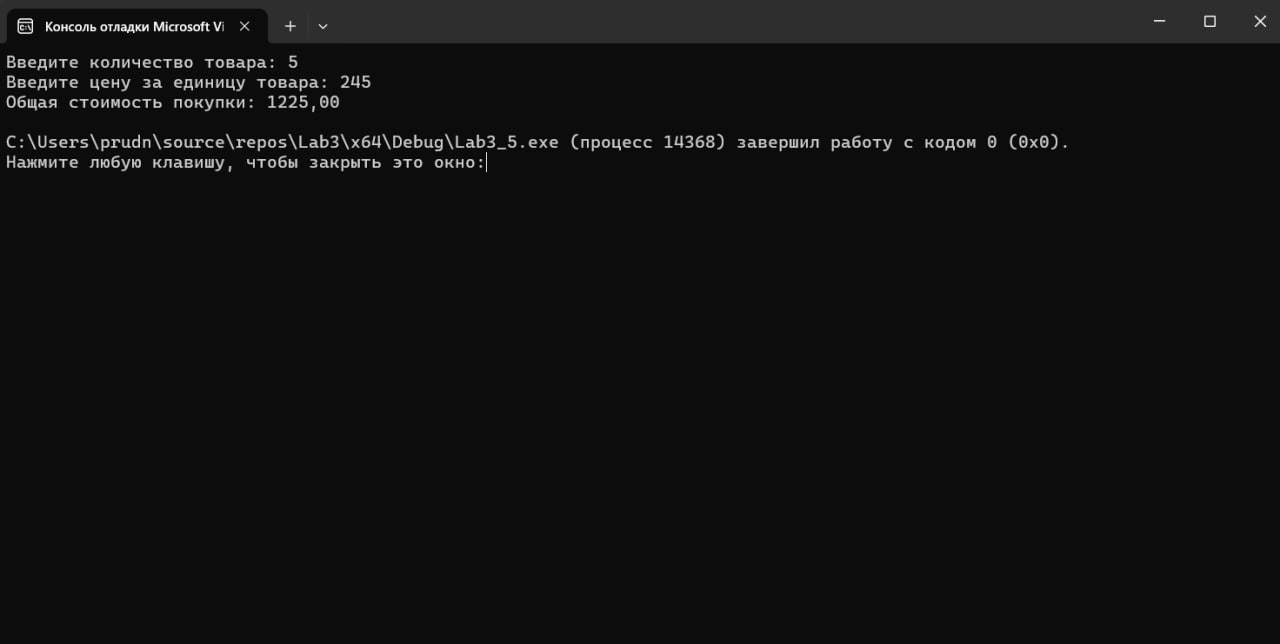 Консоль отладки Microsoft Vi
Введите количество товара: 5
Введите цену за единицу товара: 245
Общая стоимость покупки: 1225,00
C:\Users\prudn\source\repos\Lab3\x64\Debug\Lab3_5.exe (процесс 14368) завершил работу с кодом 0 (0x0).
Нажмите любую клавишу, чтобы закрыть это окно: